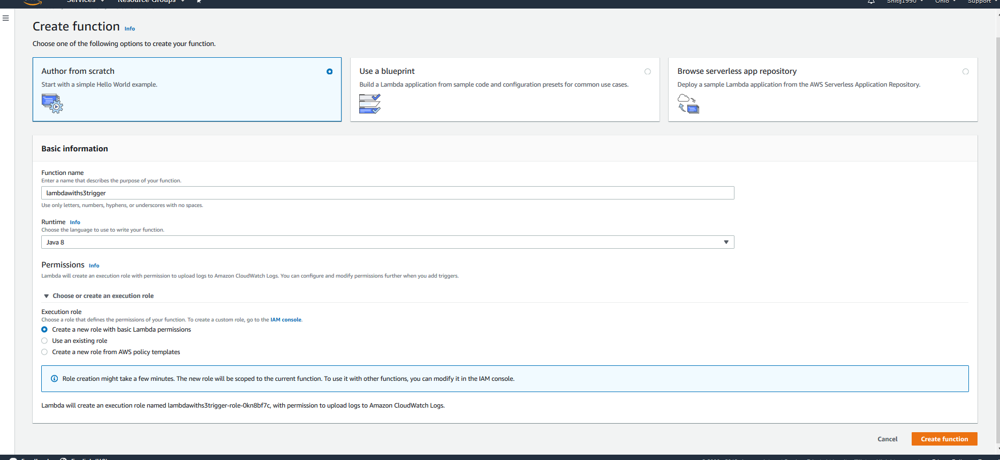 Services Resource Groups Ohio Support
Create function Info
Choose one of the following options to create your function.
Author from scratch
Start with a simple Hello World example.
Use a blueprint
Build a Lambda application from sample code and configuration presets for common use cases.
Browse serverless app repository
Deploy a sample Lambda application from the AWS Serverless Application Repository.
Basic information
Function name
Enter a name that describes the purpose of your function.
lambdawiths3trigger
Use only letters, numbers, hyphens, or underscores with no spaces.
Runtime Info
Choose the language to use to write your function.
Java 8
Permissions Info
Lambda will create an execution role with permission to upload logs to Amazon CloudWatch Logs. You can configure and modify permissions further when you add triggers.
Choose or create an execution role
Execution role
Choose a role that defines the permissions of your function. To create a custom role, go to the IAM console.
Create a new role with basic Lambda permissions
Use an existing role
Create a new role from AWS policy templates
Role creation might take a few minutes. The new role will be scoped to the current function. To use it with other functions, you can modify it in the IAM console.
Lambda will create an execution role named lambdawiths3trigger-role-0kn8bf7c, with permission to upload logs to Amazon CloudWatch Logs.
Cancel Create function